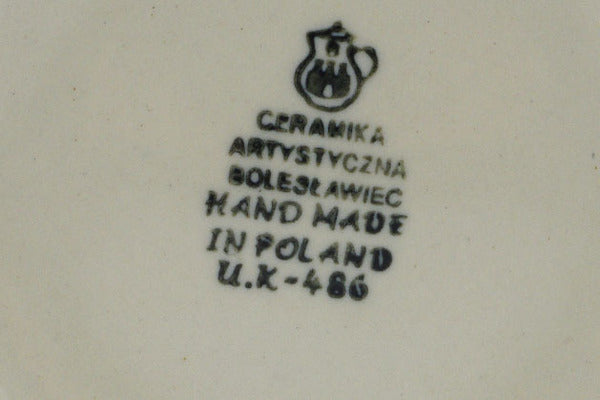 CERAMIKA
ARTYSTYCZNA
BOLESŁAWIEC
HAND MADE
IN POLAND
U.K-486